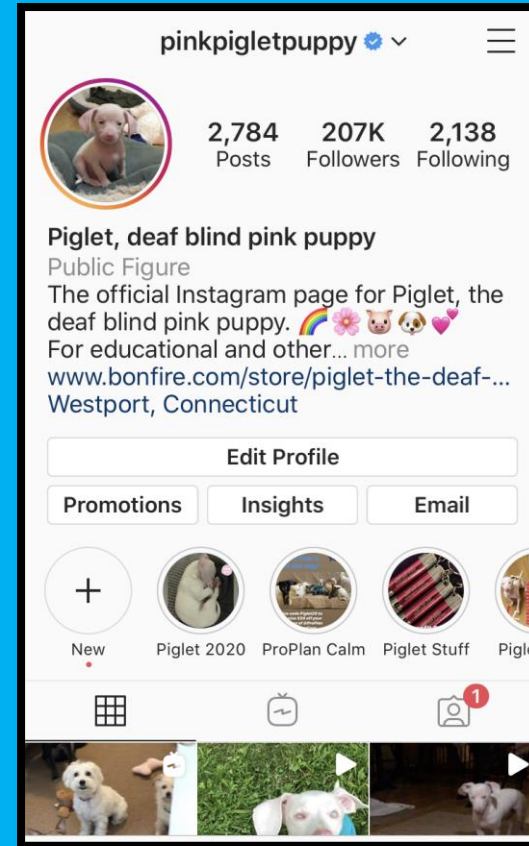 pinkpigletpuppy
2,784 207K 2,138
Posts Followers Following
Piglet, deaf blind pink puppy
Public Figure
The official Instagram page for Piglet, the
deaf blind pink puppy. 🌈🌸🐷🐶💕
For educational and other... more
www.bonfire.com/store/piglet-the-deaf-...
Westport, Connecticut
Edit Profile
Promotions Insights Email
New Piglet 2020 ProPlan Calm Piglet Stuff Pigl
1